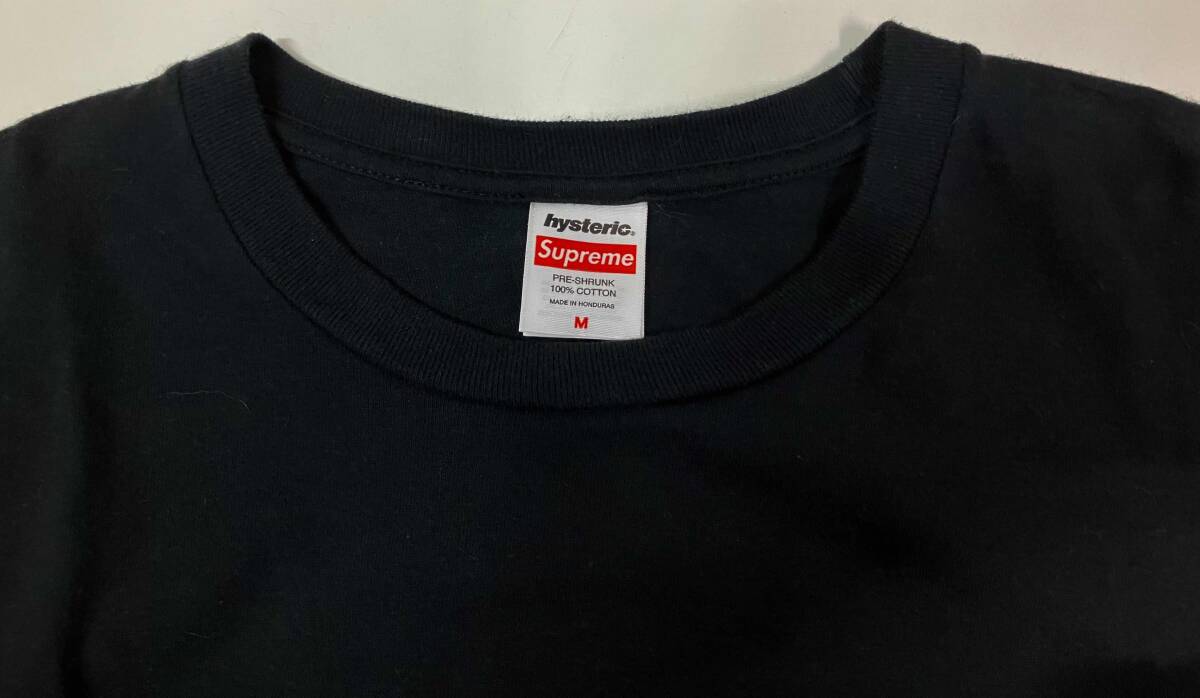 hysteric.
Supreme
PRE-SHRUNK
100% COTTON
MADE IN HONDURAS
M